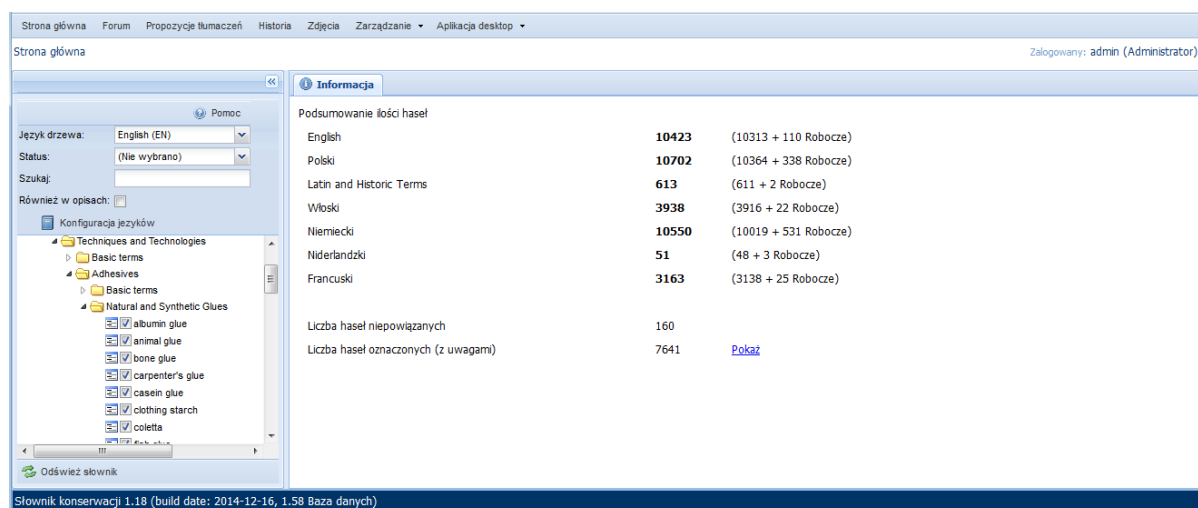 Strona główna Forum Propozycje tłumaczeń Historia Zdjęcia Zarządzanie Aplikacja desktop
Strona główna Zalogowany: admin (Administrator)
Pomoc
Język drzewa: English (EN)
Status: (Nie wybrano)
Szukaj:
Również w opisach:
Konfiguracja jezyków
Techniques and Technologies
Basic terms
Adhesives
Basic terms
Natural and Synthetic Glues
albumin glue
animal glue
bone glue
carpenter's glue
casein glue
clothing starch
coletta
Odśwież słownik
Informacja
Podsumowanie ilości haseł
English 10423 (10313 + 110 Robocze)
Polski 10702 (10364 + 338 Robocze)
Latin and Historic Terms 613 (611 + 2 Robocze)
Włoski 3938 (3916 + 22 Robocze)
Niemiecki 10550 (10019 + 531 Robocze)
Niderlandzki 51 (48 + 3 Robocze)
Francuski 3163 (3138 + 25 Robocze)
Liczba haseł niepowiązanych 160
Liczba haseł oznaczonych (z uwagami) 7641 Pokaż
Słownik konserwacji 1.18 (build date: 2014-12-16, 1.58 Baza danych)